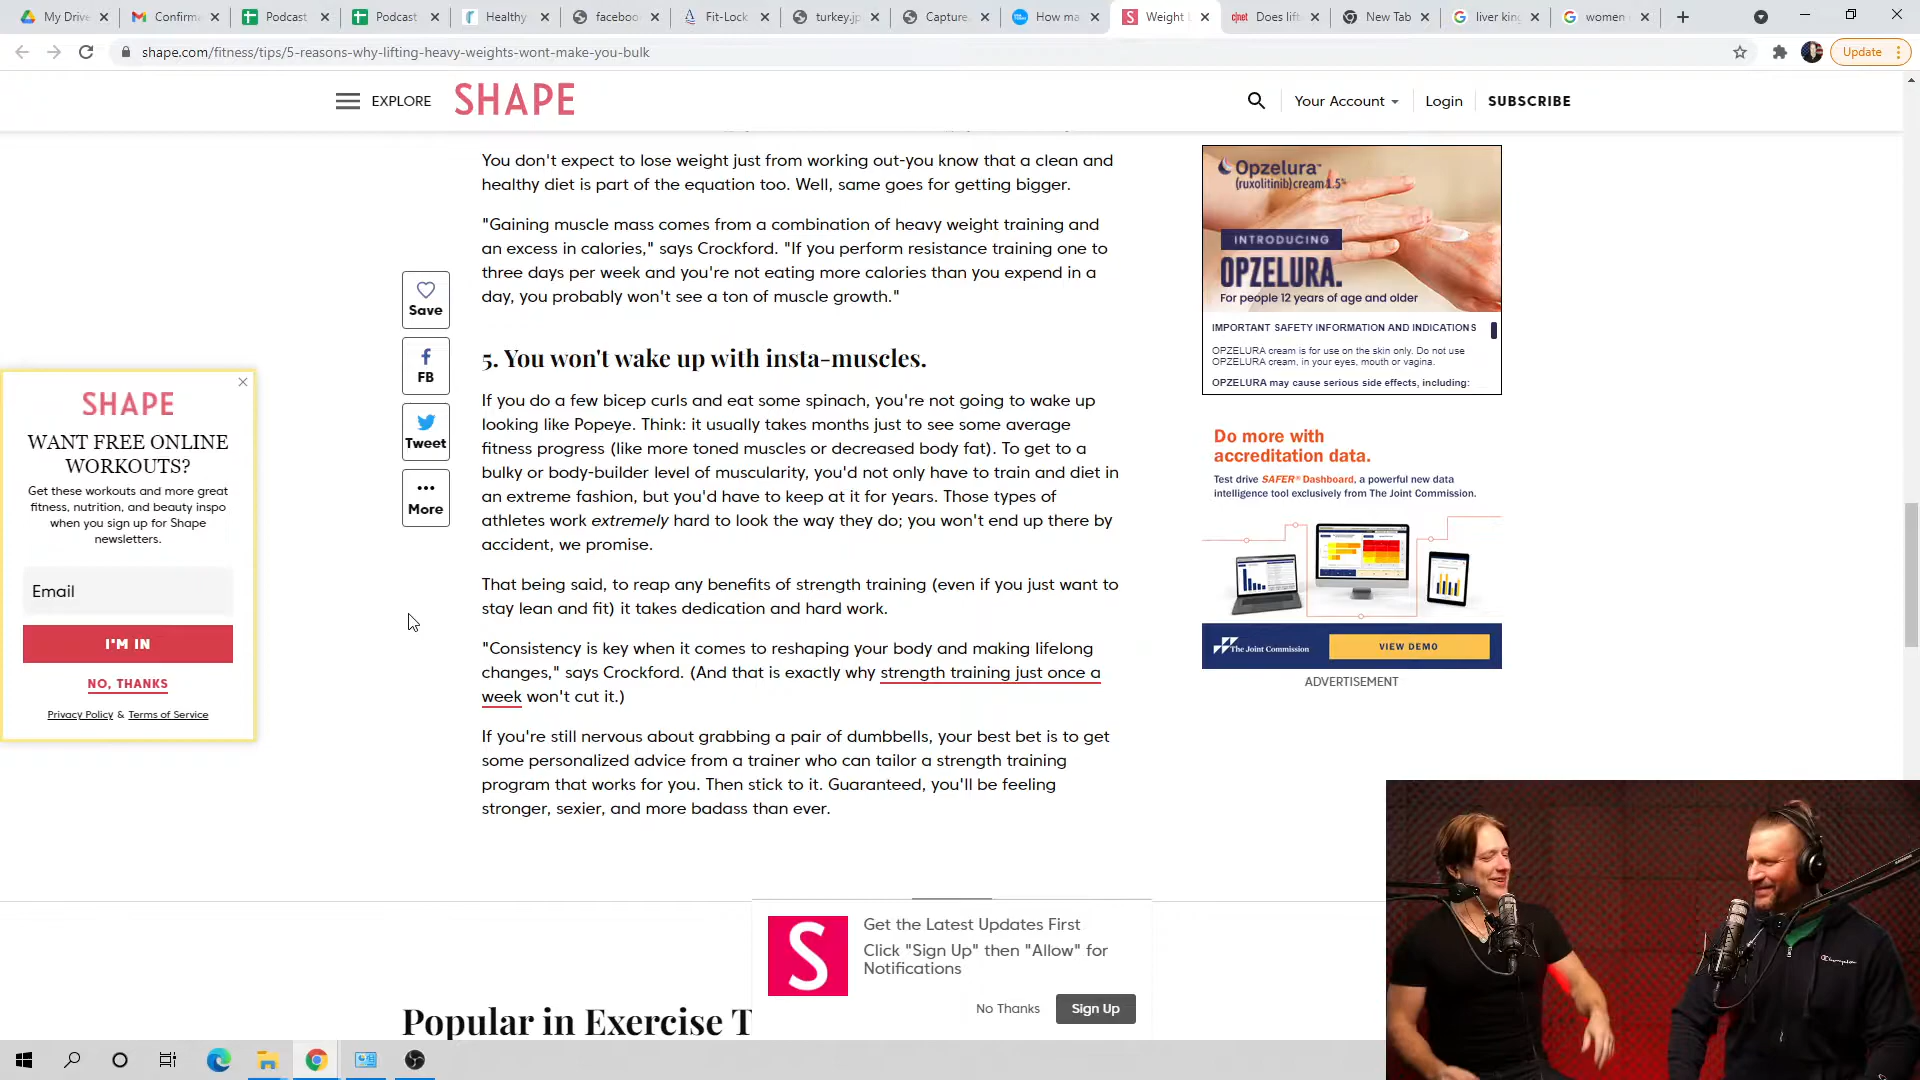 My Drive
Confirm
Podcast
Podcast
Healthy
faceboo
Fit-Lock
turkey.jp
Capture.
How ma
Weight L
c|net Does lift
New Tab
liver kin
women
shape.com/fitness/tips/5-reasons-why-lifting-heavy-weights-wont-make-you-bulk
Update
EXPLORE
SHAPE
Your Account
Login
SUBSCRIBE
You don't expect to lose weight just from working out-you know that a clean and
healthy diet is part of the equation too. Well, same goes for getting bigger.
"Gaining muscle mass comes from a combination of heavy weight training and
an excess in calories," says Crockford. "If you perform resistance training one to
three days per week and you're not eating more calories than you expend in a
day, you probably won't see a ton of muscle growth."
Save
FB
Tweet
More
5. You won't wake up with insta-muscles.
If you do a few bicep curls and eat some spinach, you're not going to wake up
looking like Popeye. Think: it usually takes months just to see some average
fitness progress (like more toned muscles or decreased body fat). To get to a
bulky or body-builder level of muscularity, you'd not only have to train and diet in
an extreme fashion, but you'd have to keep at it for years. Those types of
athletes work extremely hard to look the way they do; you won't end up there by
accident, we promise.
That being said, to reap any benefits of strength training (even if you just want to
stay lean and fit) it takes dedication and hard work.
"Consistency is key when it comes to reshaping your body and making lifelong
changes," says Crockford. (And that is exactly why strength training just once a
week won't cut it.)
If you're still nervous about grabbing a pair of dumbbells, your best bet is to get
some personalized advice from a trainer who can tailor a strength training
program that works for you. Then stick to it. Guaranteed, you'll be feeling
stronger, sexier, and more badass than ever.
SHAPE
WANT FREE ONLINE
WORKOUTS?
Get these workouts and more great
fitness, nutrition, and beauty inspo
when you sign up for Shape
newsletters.
Email
I'M IN
NO, THANKS
Privacy Policy & Terms of Service
Opzelura™
(ruxolitinib) cream 1.5%
INTRODUCING
OPZELURA.
For people 12 years of age and older
IMPORTANT SAFETY INFORMATION AND INDICATIONS
OPZELURA cream is for use on the skin only. Do not use
OPZELURA cream, in your eyes, mouth or vagina.
OPZELURA may cause serious side effects, including:
Do more with
accreditation data.
Test drive SAFER® Dashboard, a powerful new data
intelligence tool exclusively from The Joint Commission.
The Joint Commission
VIEW DEMO
ADVERTISEMENT
S
Get the Latest Updates First
Click "Sign Up" then "Allow" for
Notifications
No Thanks
Sign Up
Popular in Exercise T
Champion